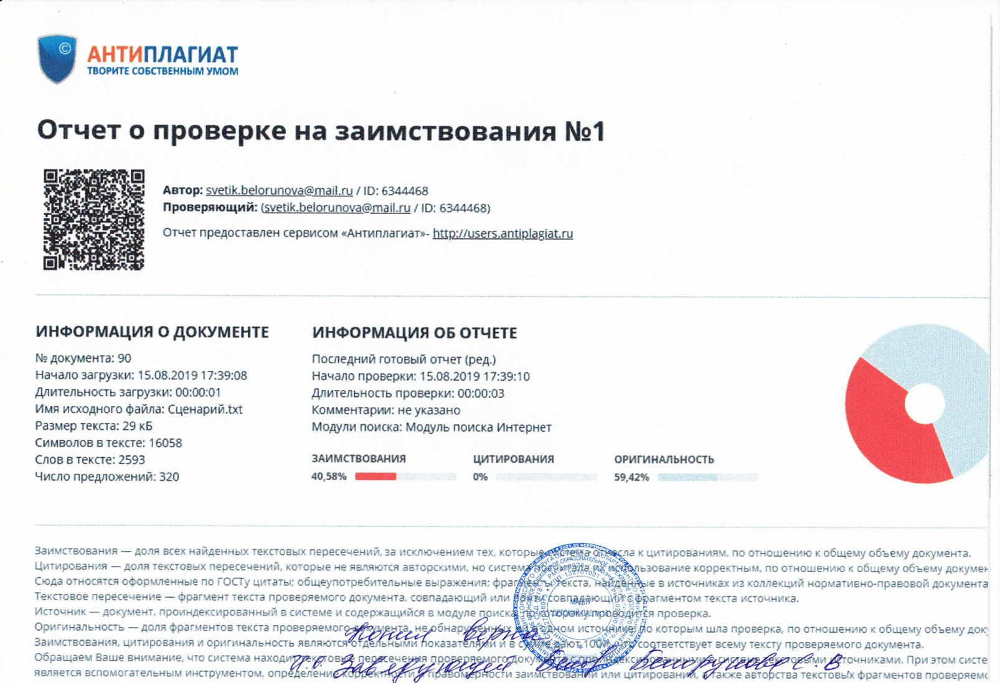 ©
АНТИПЛАГИАТ
ТВОРИТЕ СОБСТВЕННЫМ УМОМ
Отчет о проверке на заимствования №1
Автор: svetik.belorunova@mail.ru / ID: 6344468
Проверяющий: (svetik.belorunova@mail.ru / ID: 6344468)
Отчет предоставлен сервисом «Антиплагиат»- http://users.antiplagiat.ru
ИНФОРМАЦИЯ О ДОКУМЕНТЕ
№ документа: 90
Начало загрузки: 15.08.2019 17:39:08
Длительность загрузки: 00:00:01
Имя исходного файла: Сценарий.txt
Размер текста: 29 кБ
Символов в тексте: 16058
Слов в тексте: 2593
Число предложений: 320
ИНФОРМАЦИЯ ОБ ОТЧЕТЕ
Последний готовый отчет (ред.)
Начало проверки: 15.08.2019 17:39:10
Длительность проверки: 00:00:03
Комментарии: не указано
Модули поиска: Модуль поиска Интернет
ЗАИМСТВОВАНИЯ
40,58%
ЦИТИРОВАНИЯ
0%
ОРИГИНАЛЬНОСТЬ
59,42%
Заимствования — доля всех найденных текстовых пересечений, за исключением тех, которые система отнесла к цитированиям, по отношению к общему объему документа.
Цитирования — доля текстовых пересечений, которые не являются авторскими, но система посчитала их использование корректным, по отношению к общему объему докумен
Сюда относятся оформленные по ГОСТу цитаты; общеупотребительные выражения; фрагменты текста, найденные в источниках из коллекций нормативно-правовой документа
Текстовое пересечение — фрагмент текста проверяемого документа, совпадающий или почти совпадающий с фрагментом текста источника.
Источник — документ, проиндексированный в системе и содержащийся в модуле поиска, по которому проводится проверка.
Оригинальность — доля фрагментов текста проверяемого документа, не обнаруженных ни в одном источнике, по которым шла проверка, по отношению к общему объему док
Заимствования, цитирования и оригинальность являются отдельными показателями и в сумме дают 100%, что соответствует всему тексту проверяемого документа.
Обращаем Ваше внимание, что система находит текстовые пересечения проверяемого документа с проиндексированными в системе текстовыми источниками. При этом систе
является вспомогательным инструментом, определение корректности и правомерности заимствований или цитирований, а также авторства текстовых фрагментов проверяемо
МАДОУ
Копия верна
И.о. Заведующей Белорунова С.В